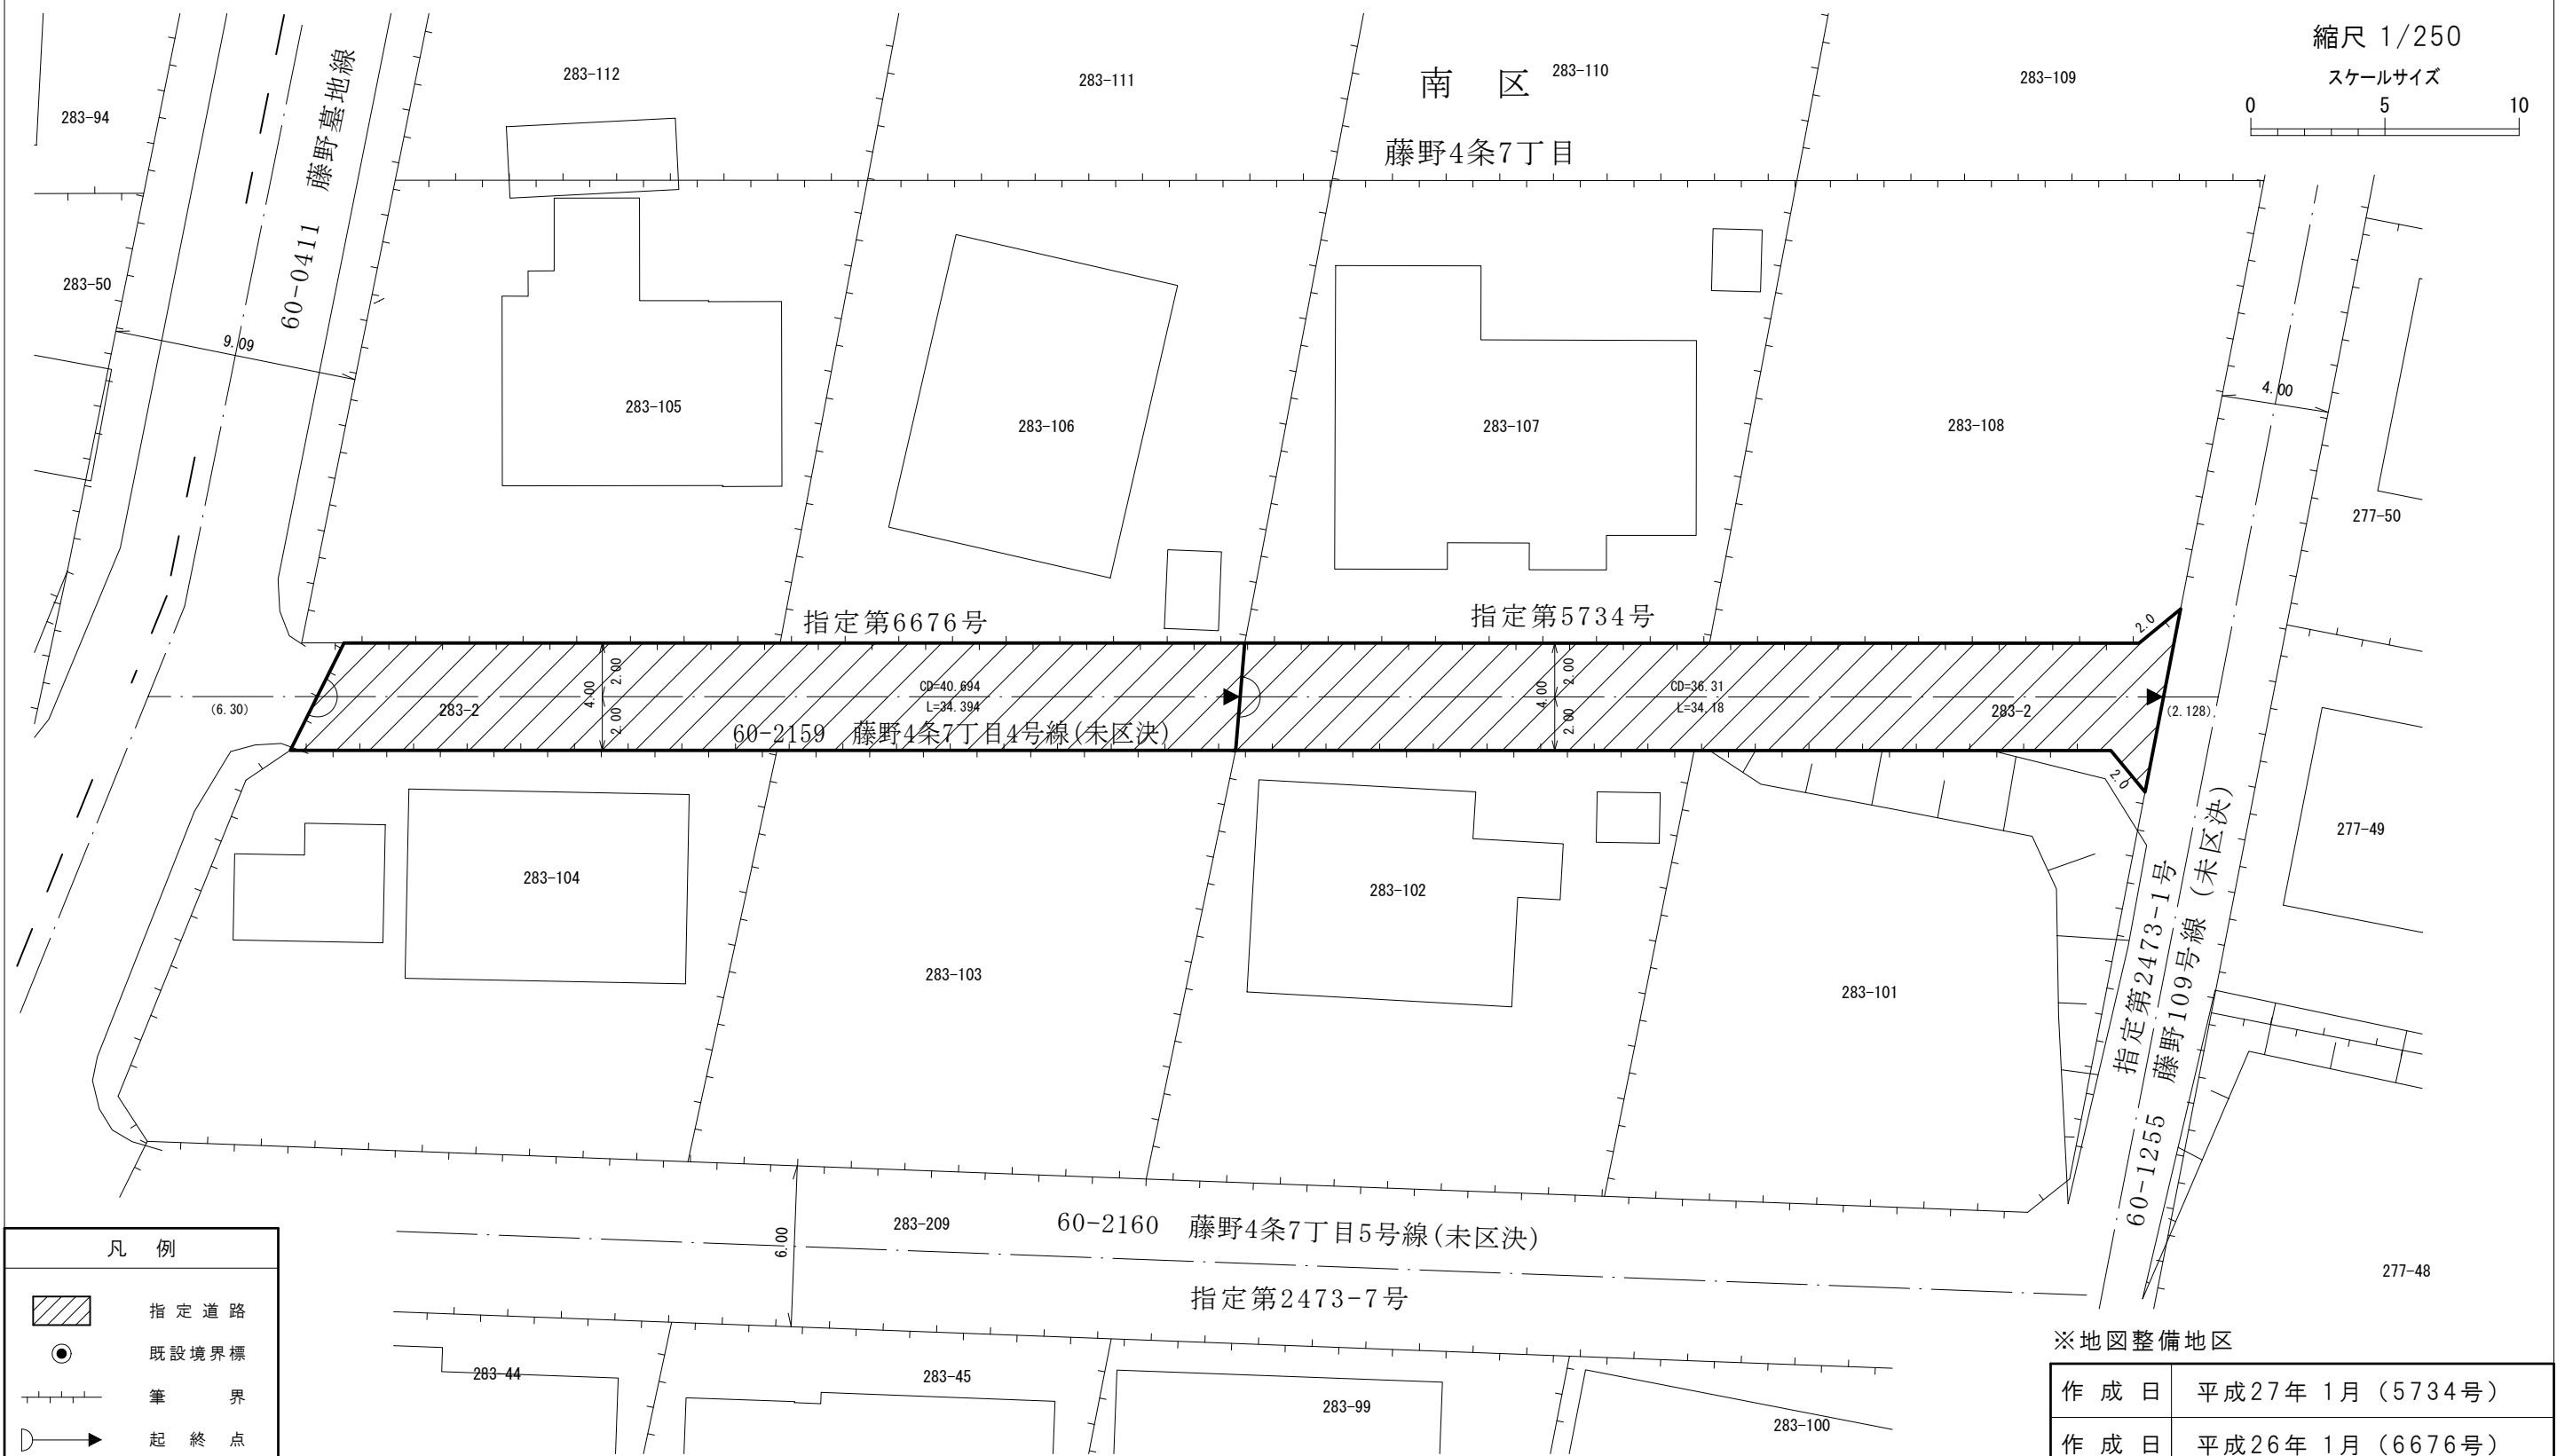 縮尺 1/250
スケールサイズ
0 5 10
南 区
藤野4条7丁目
283-94
283-112
283-111
283-110
283-109
60-0411 藤野墓地線
283-50
9.09
283-105
283-106
283-107
283-108
4.00
277-50
指定第6676号
指定第5734号
2.0
(6.30)
283-2
4.00
2.00
2.00
CD=40.694
L=34.394
60-2159 藤野4条7丁目4号線(未区決)
4.00
2.00
2.00
CD=36.31
L=34.18
283-2
(2.128)
2.0
277-49
283-104
283-103
283-102
283-101
指定第2473-1号
60-1255 藤野109号線(未区決)
6.00
283-209
60-2160 藤野4条7丁目5号線(未区決)
指定第2473-7号
277-48
283-44
283-45
283-99
283-100
凡 例
指定道路
既設境界標
筆 界
起 終 点
※地図整備地区
作 成 日 平成27年 1月 (5734号)
作 成 日 平成26年 1月 (6676号)